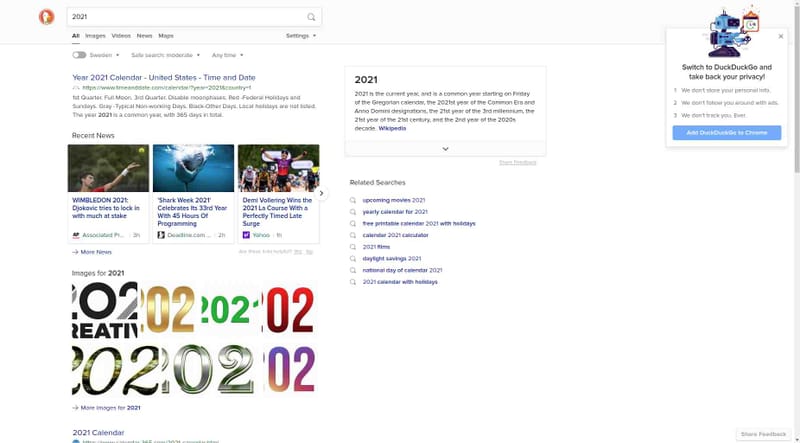 2021
All Images Videos News Maps Settings
Sweden Safe search: moderate Any time
Year 2021 Calendar - United States - Time and Date
https://www.timeanddate.com/calendar/?year=2021&country=1
1st Quarter. Full Moon. 3rd Quarter. Disable moonphases. Red -Federal Holidays and
Sundays. Gray -Typical Non-working Days. Black-Other Days. Local holidays are not listed.
The year 2021 is a common year, with 365 days in total.
Recent News
WIMBLEDON 2021:
Djokovic tries to lock in
with much at stake
AP Associated Pr... · 3h
'Shark Week 2021'
Celebrates Its 33rd Year
With 45 Hours Of
Programming
Deadline.com ... · 2h
Demi Vollering Wins the
2021 La Course With a
Perfectly Timed Late
Surge
Yahoo · 1h
→ More News
Are these links helpful? Yes No
Images for 2021
202
REATIV
202
2021
202
202
202
202
→ More Images for 2021
2021 Calendar
2021
2021 is the current year, and is a common year starting on Friday
of the Gregorian calendar, the 2021st year of the Common Era and
Anno Domini designations, the 21st year of the 3rd millennium, the
21st year of the 21st century, and the 2nd year of the 2020s
decade. Wikipedia
Share Feedback
Related Searches
upcoming movies 2021
yearly calendar for 2021
free printable calendar 2021 with holidays
calendar 2021 calculator
2021 films
daylight savings 2021
national day of calendar 2021
2021 calendar with holidays
Switch to DuckDuckGo and
take back your privacy!
1 We don't store your personal info.
2 We don't follow you around with ads.
3 We don't track you. Ever.
Add DuckDuckGo to Chrome
Share Feedback